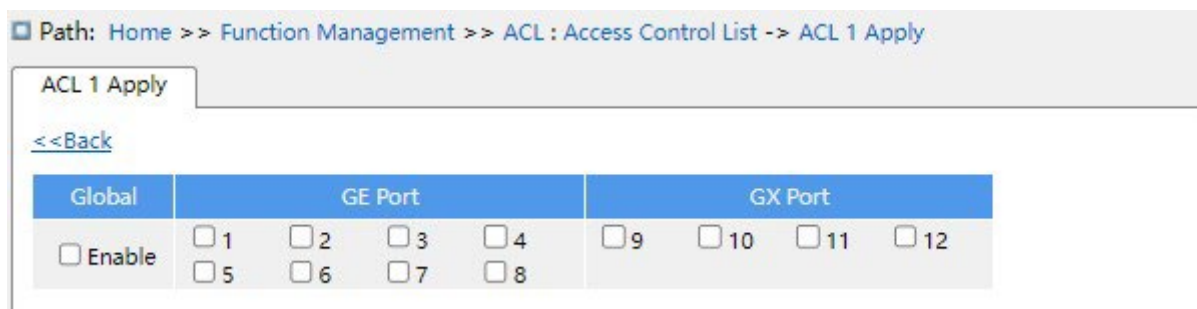 Path: Home >> Function Management >> ACL : Access Control List -> ACL 1 Apply
ACL 1 Apply
<<Back
Global GE Port GX Port
Enable 1 2 3 4 9 10 11 12
5 6 7 8